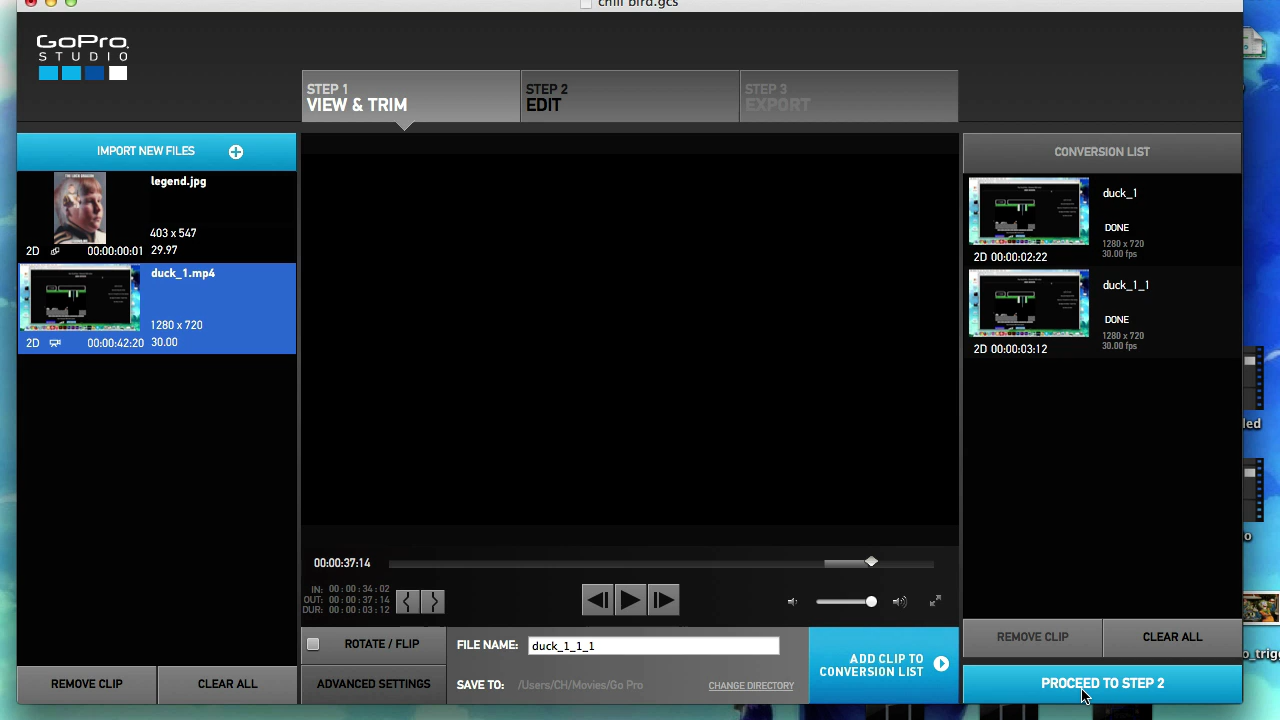 chill bird.gcs
GoPro
STUDIO
STEP 1
VIEW & TRIM
STEP 2
EDIT
STEP 3
EXPORT
IMPORT NEW FILES
legend.jpg
403 x 547
2D 00:00:00:01 29.97
duck_1.mp4
1280 x 720
2D 00:00:42:20 30.00
REMOVE CLIP
CLEAR ALL
00:00:37:14
IN: 00:00:34:02
OUT: 00:00:37:14
DUR: 00:00:03:12
ROTATE / FLIP
ADVANCED SETTINGS
FILE NAME: duck_1_1_1
SAVE TO: /Users/CH/Movies/Go Pro
CHANGE DIRECTORY
ADD CLIP TO
CONVERSION LIST
CONVERSION LIST
duck_1
DONE
1280 x 720
30.00 fps
2D 00:00:02:22
duck_1_1
DONE
1280 x 720
30.00 fps
2D 00:00:03:12
REMOVE CLIP
CLEAR ALL
PROCEED TO STEP 2